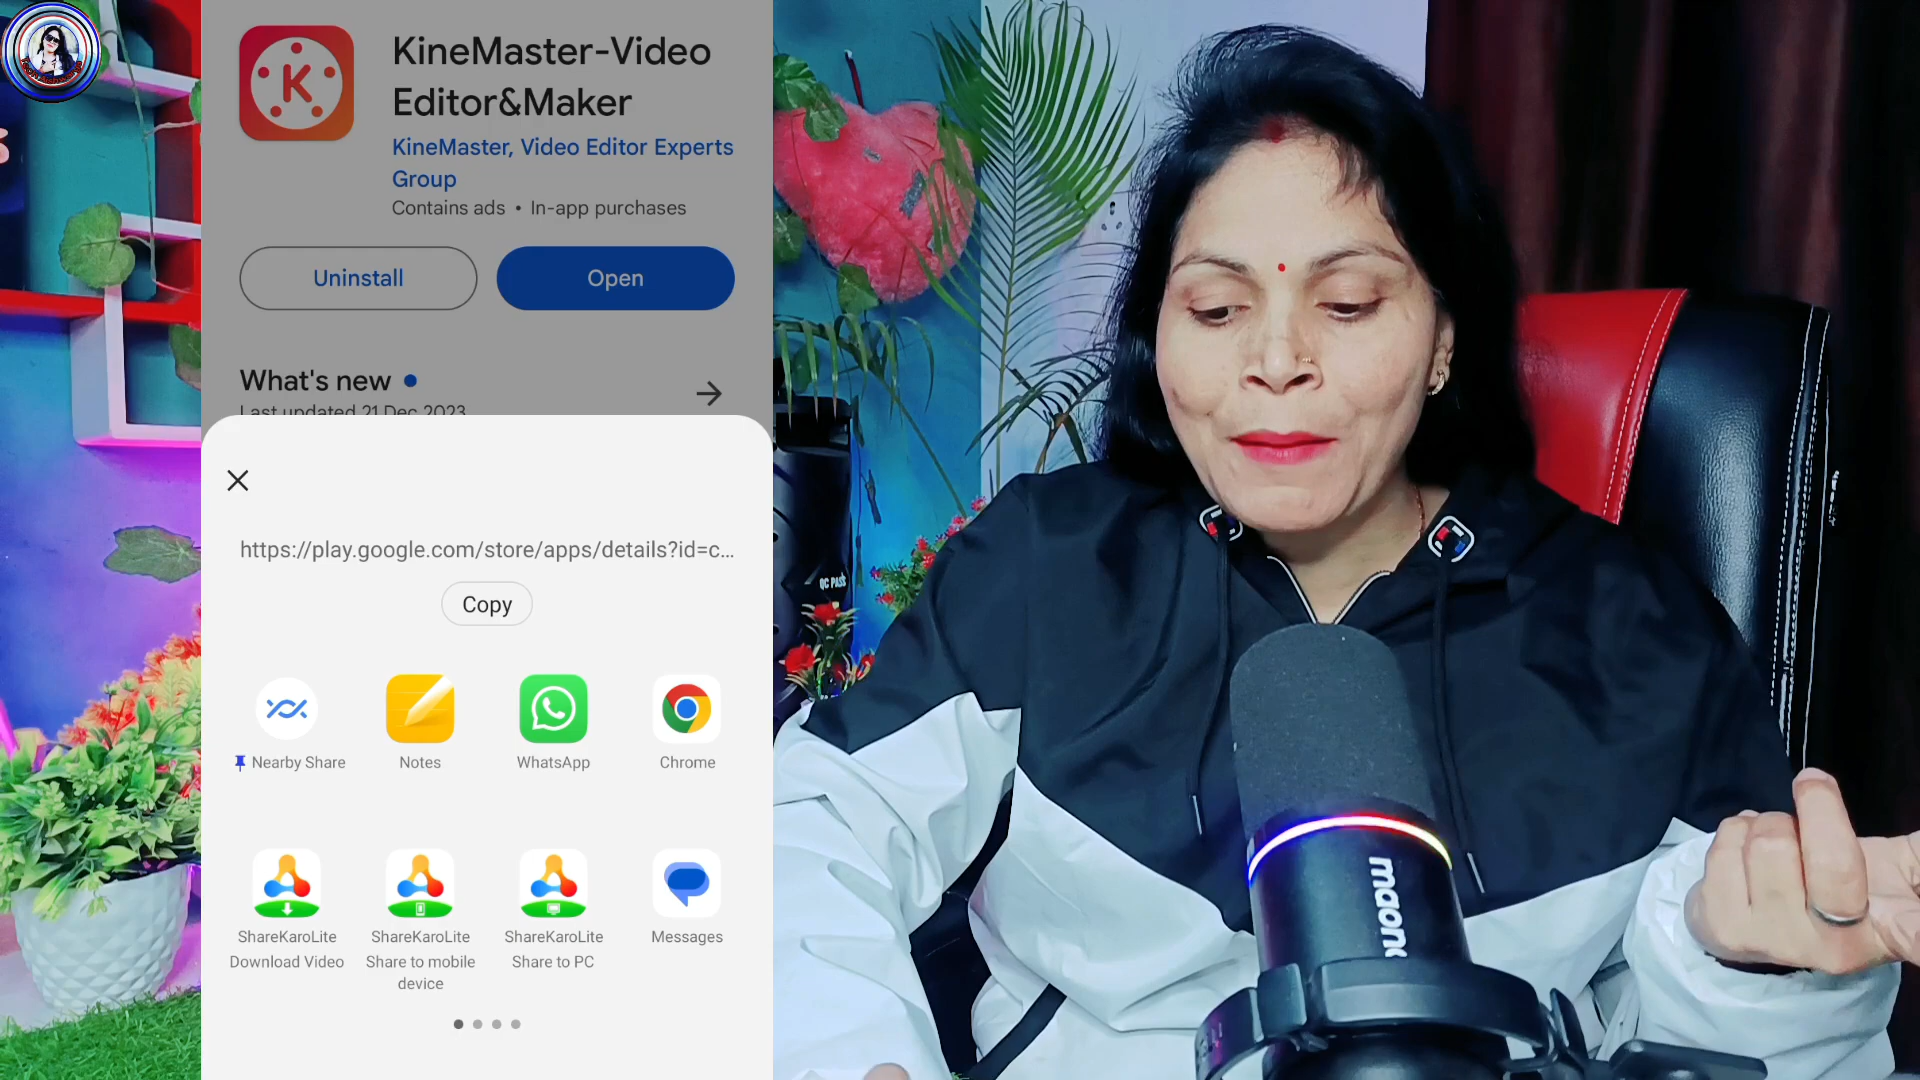 KineMaster-Video
Editor&Maker
KineMaster, Video Editor Experts
Group
Contains ads • In-app purchases
Uninstall
Open
What's new
Last updated 21 Dec 2023
https://play.google.com/store/apps/details?id=c...
Copy
Nearby Share
Notes
WhatsApp
Chrome
ShareKaroLite
Download Video
ShareKaroLite
Share to mobile
device
ShareKaroLite
Share to PC
Messages
QC PASS
maono